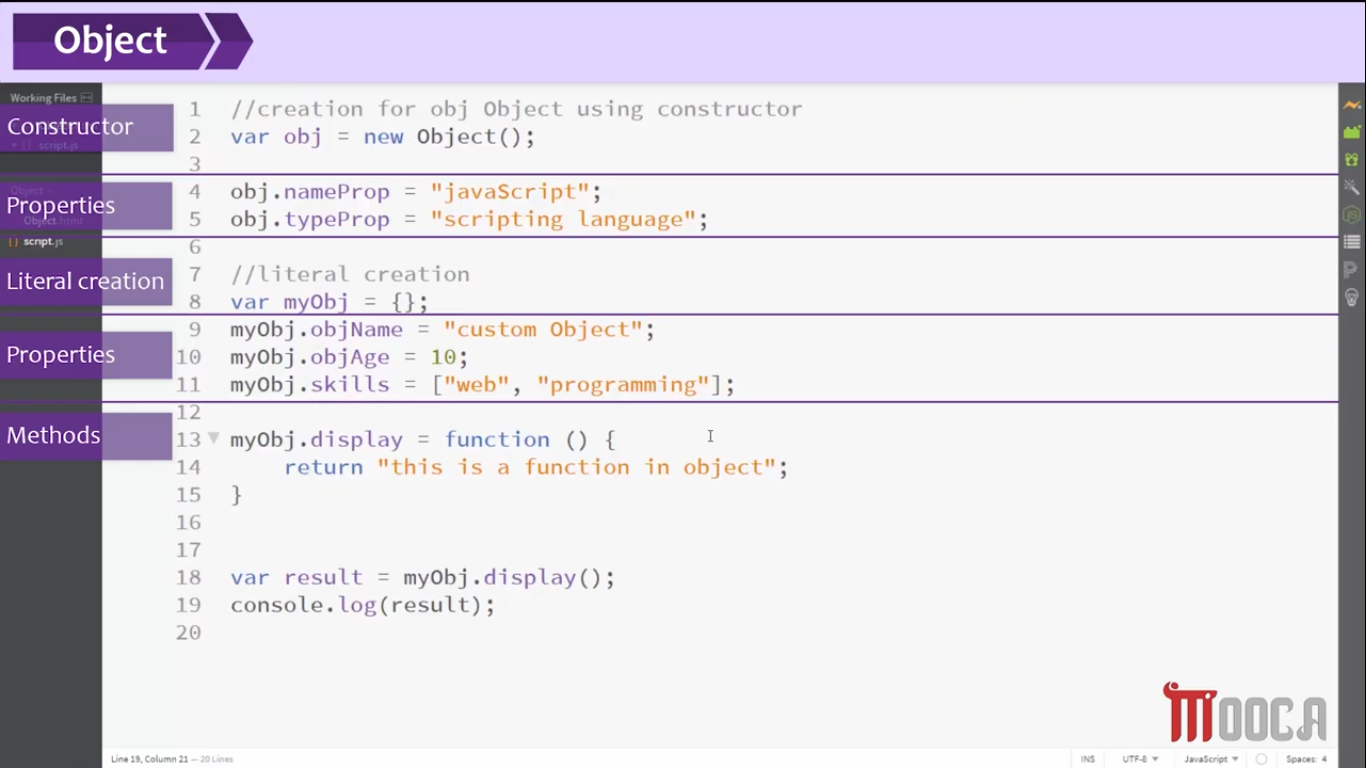 Object
Working Files
Constructor
script.js
Object
Properties
Object.html
script.js
Literal creation
Properties
Methods
1 //creation for obj Object using constructor
2 var obj = new Object();
3
4 obj.nameProp = "javaScript";
5 obj.typeProp = "scripting language";
6
7 //literal creation
8 var myObj = {};
9 myObj.objName = "custom Object";
10 myObj.objAge = 10;
11 myObj.skills = ["web", "programming"];
12
13 myObj.display = function () {
14 return "this is a function in object";
15 }
16
17
18 var result = myObj.display();
19 console.log(result);
20
MOOCA
Line 19, Column 21 — 20 Lines
INS UTF-8 JavaScript Spaces: 4